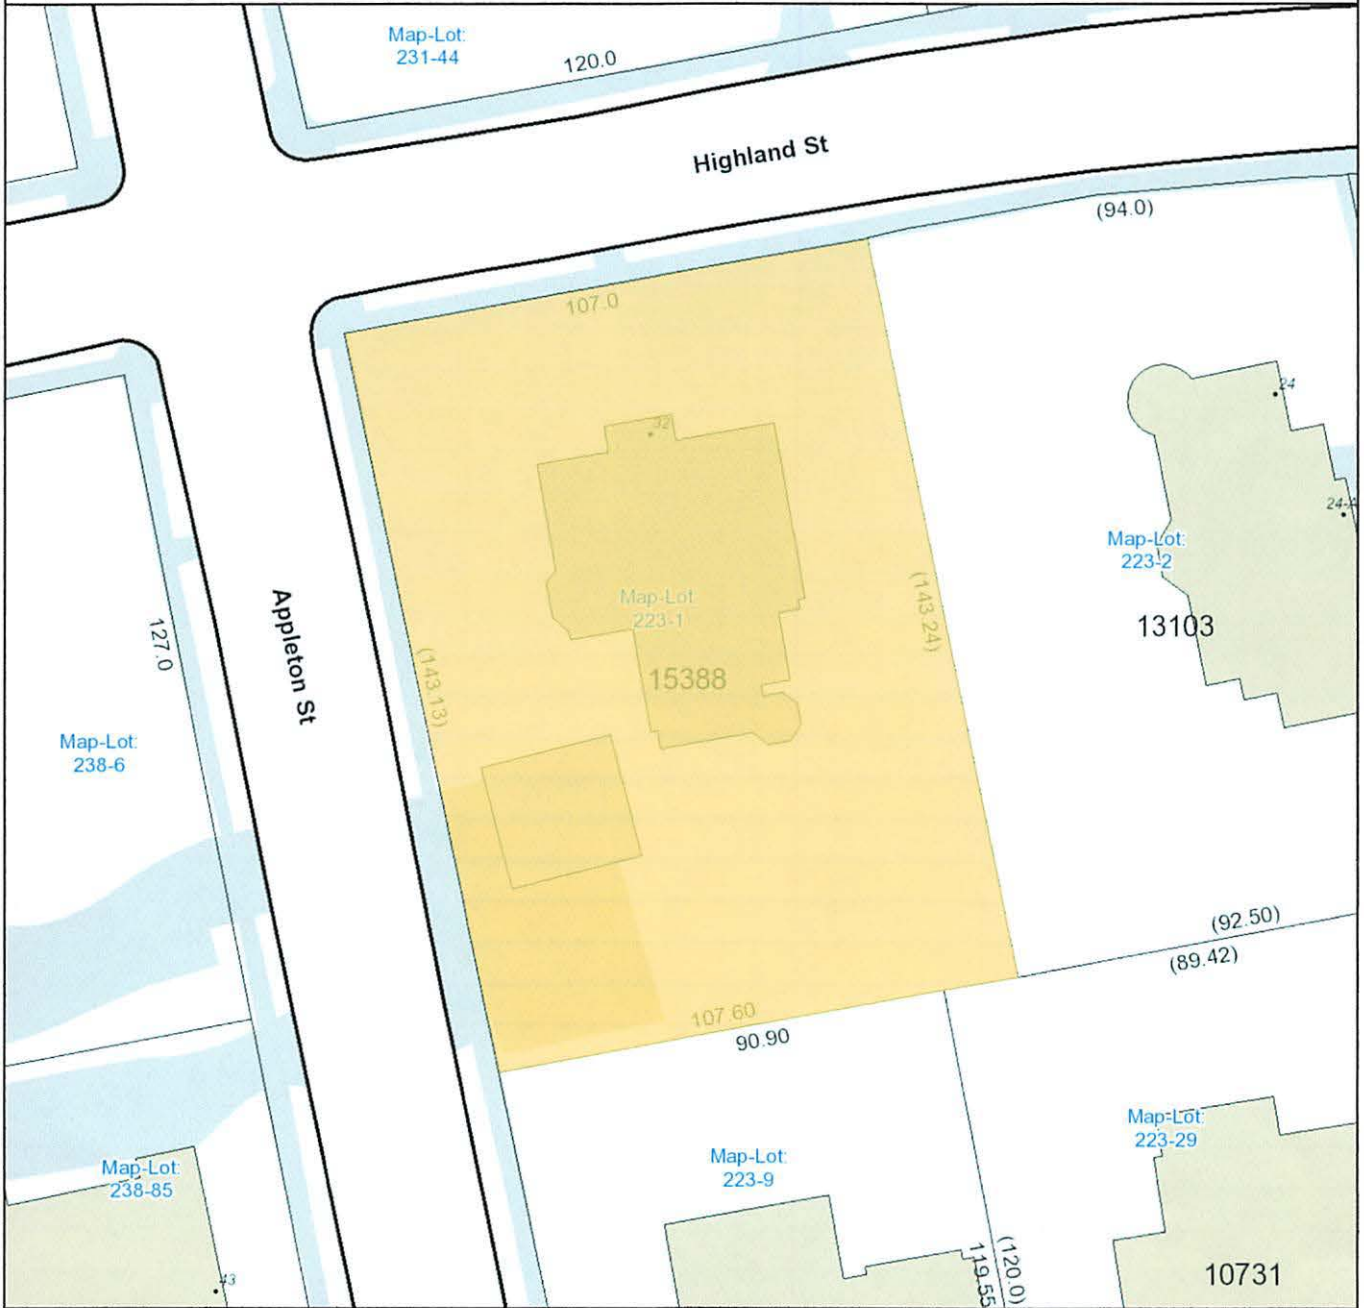 Map-Lot:
231-44
120.0
Highland St
(94.0)
107.0
32
24
24-A
Map-Lot:
223-2
13103
Map-Lot:
223-1
15388
(143.24)
(143.13)
127.0
Appleton St
Map-Lot:
238-6
(92.50)
(89.42)
107.60
90.90
Map-Lot:
223-29
Map-Lot:
223-9
Map-Lot:
238-85
43
(120.0)
119.55
10731